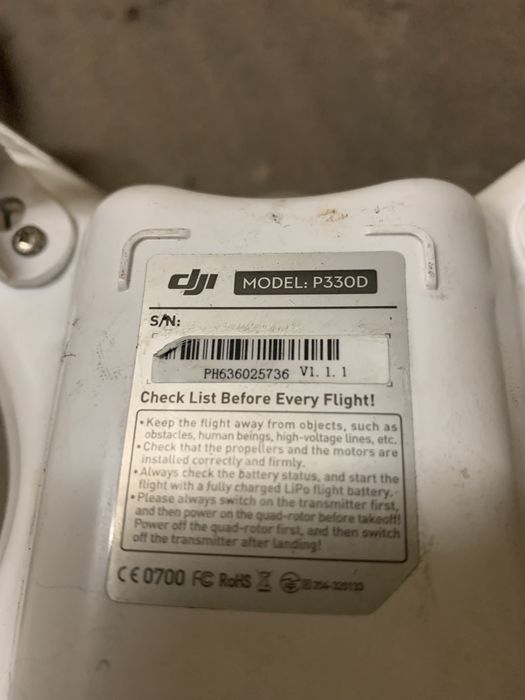 dji MODEL: P330D
S/N:
PH636025736 V1.1.1
Check List Before Every Flight!
•Keep the flight away from objects, such as
obstacles, human beings, high-voltage lines, etc.
•Check that the propellers and the motors are
installed correctly and firmly.
•Always check the battery status, and start the
flight with a fully charged LiPo flight battery.
•Please always switch on the transmitter first,
and then power on the quad-rotor before takeoff!
Power off the quad-rotor first, and then switch
off the transmitter after landing!
CE0700 FC RoHS